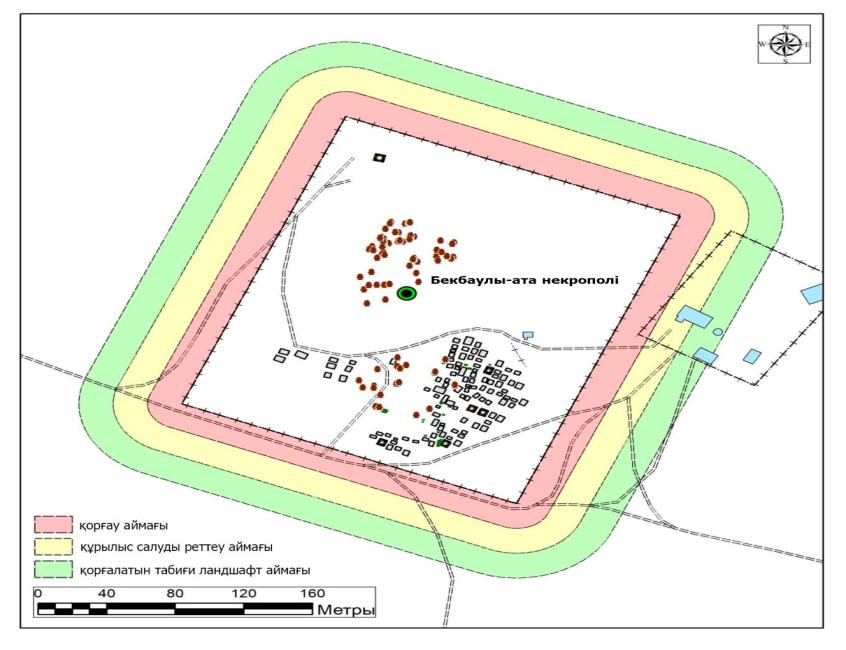 N
W E
S
Бекбаулы-ата некрополі
қорғау аймағы
құрылыс салуды реттеу аймағы
қорғалатын табиғи ландшафт аймағы
0 40 80 120 160
Метры